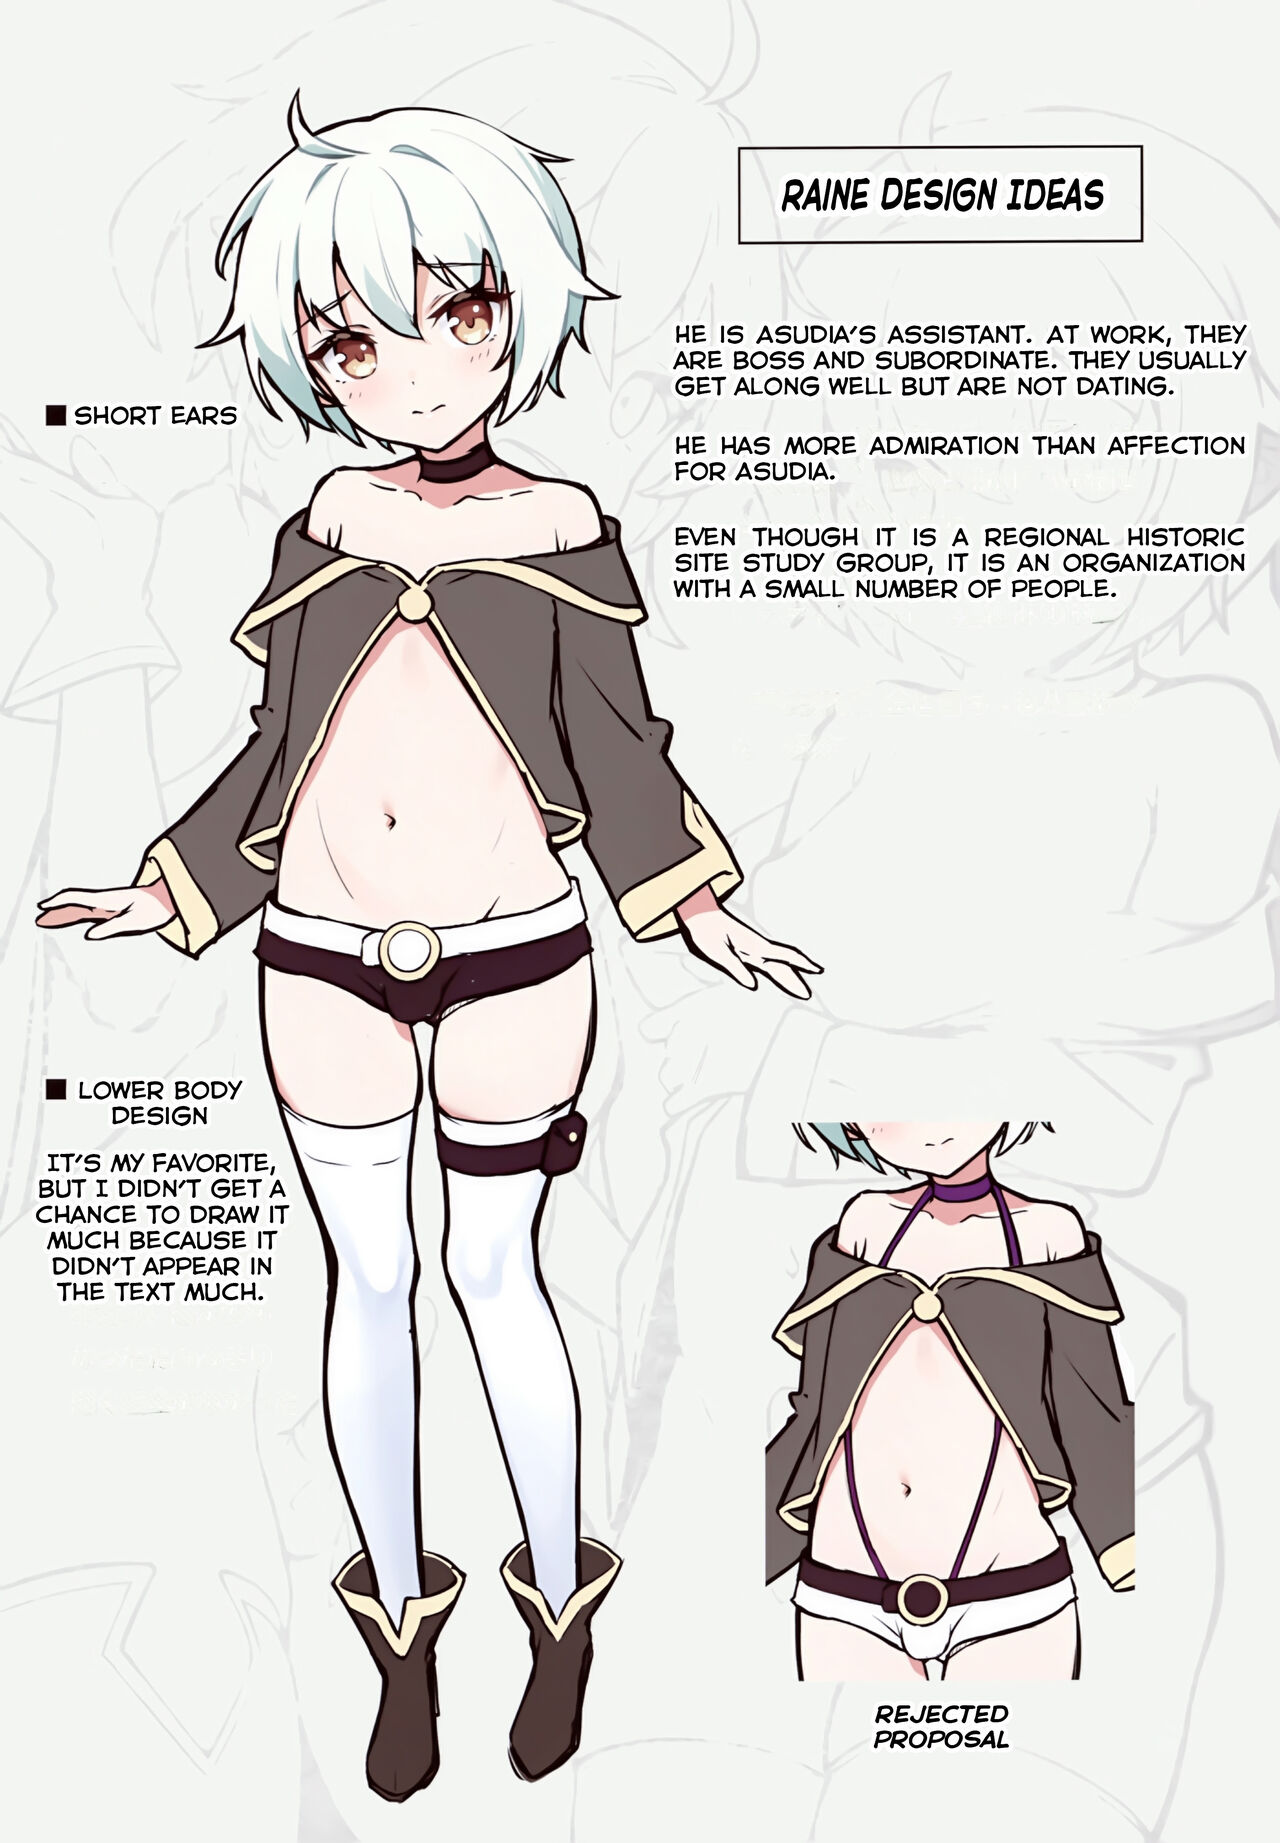 RAINE DESIGN IDEAS
HE IS ASUDIA'S ASSISTANT. AT WORK, THEY
ARE BOSS AND SUBORDINATE. THEY USUALLY
GET ALONG WELL BUT ARE NOT DATING.
HE HAS MORE ADMIRATION THAN AFFECTION
FOR ASUDIA.
EVEN THOUGH IT IS A REGIONAL HISTORIC
SITE STUDY GROUP, IT IS AN ORGANIZATION
WITH A SMALL NUMBER OF PEOPLE.
■ SHORT EARS
■ LOWER BODY
DESIGN
IT'S MY FAVORITE,
BUT I DIDN'T GET A
CHANCE TO DRAW IT
MUCH BECAUSE IT
DIDN'T APPEAR IN
THE TEXT MUCH.
REJECTED
PROPOSAL